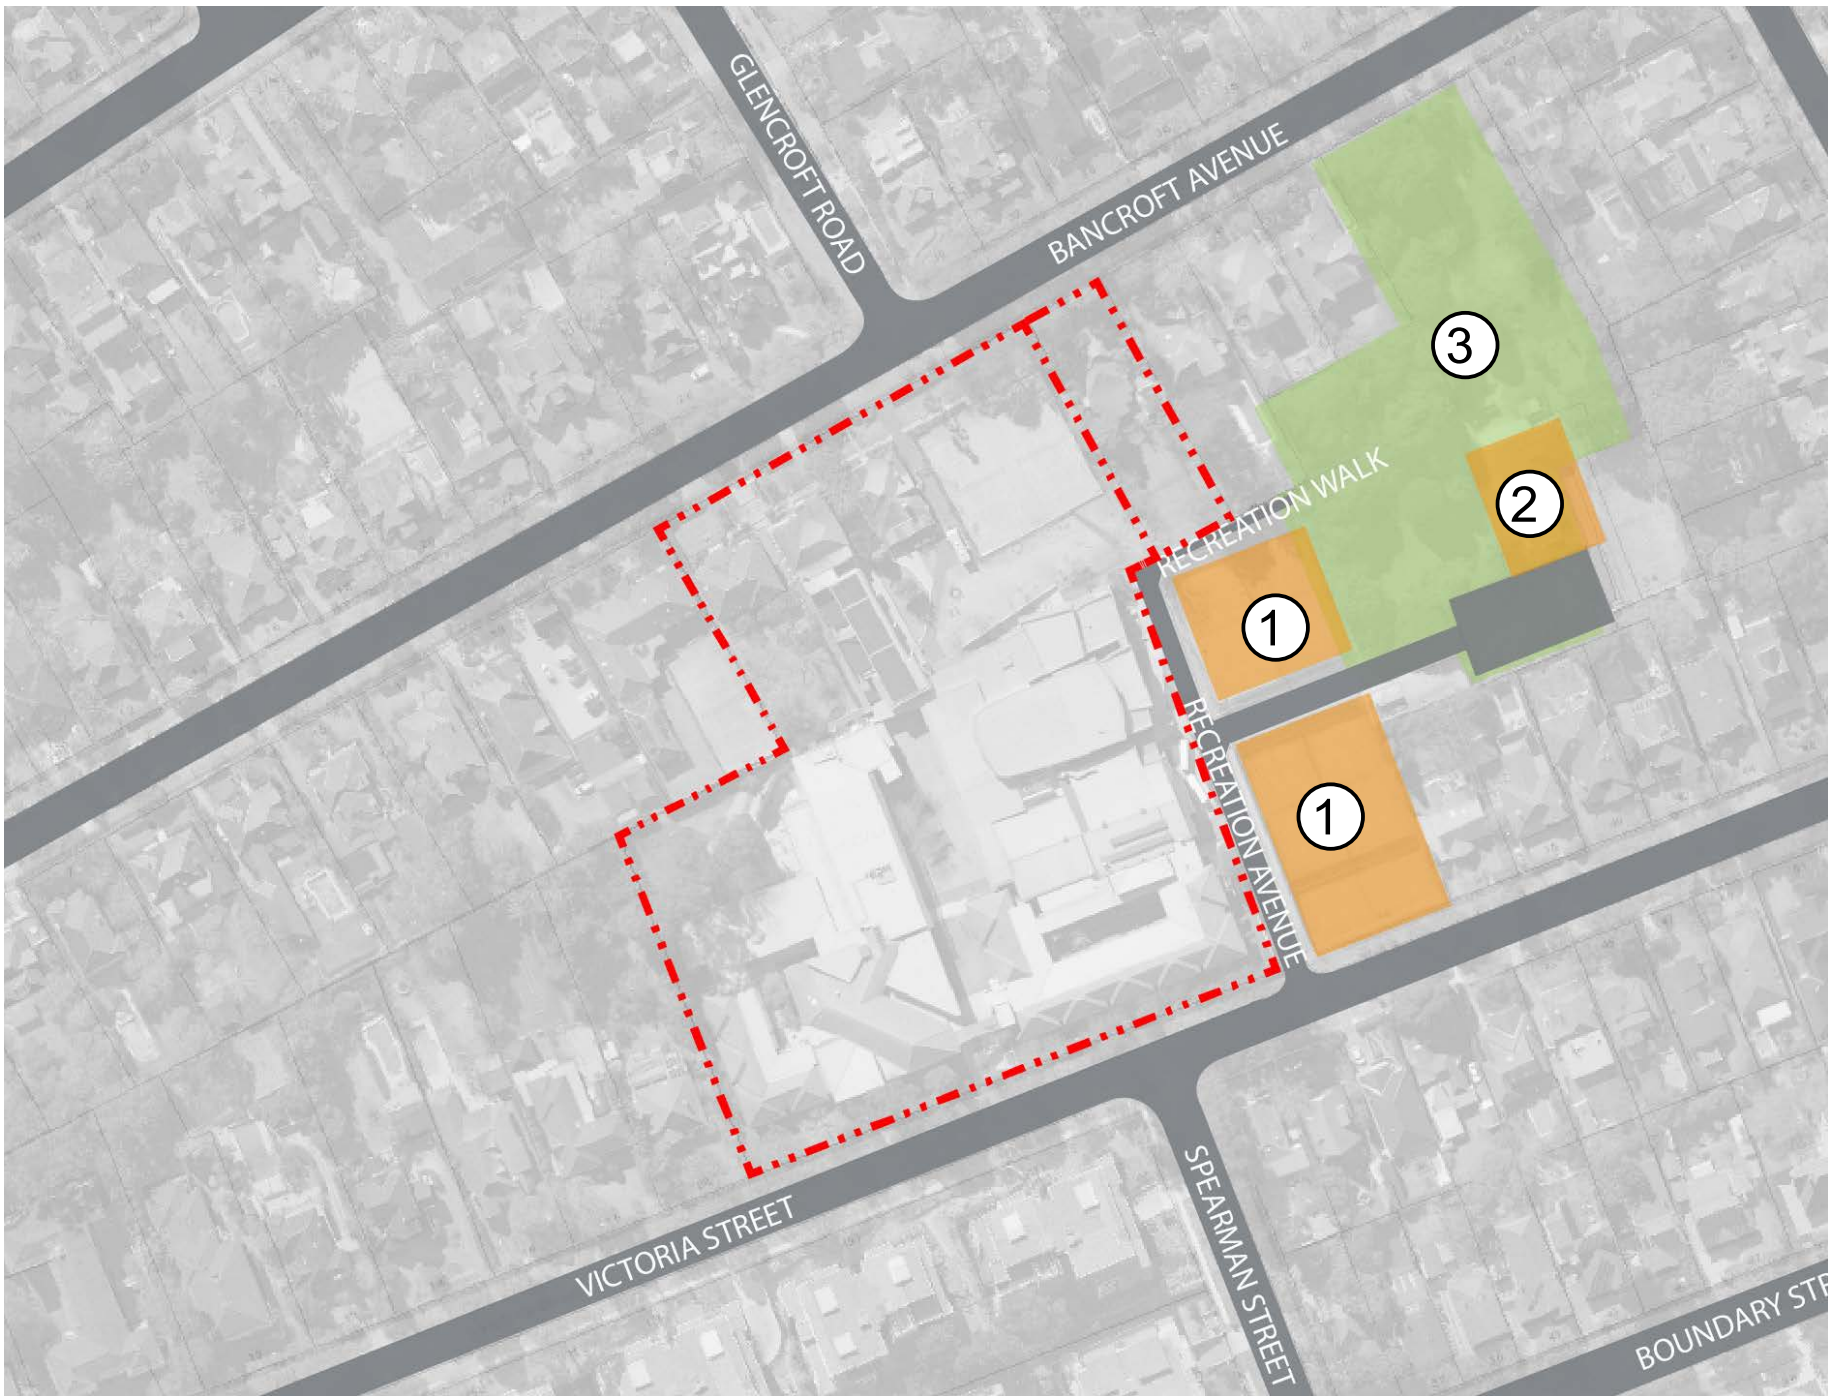 GLENCROFT ROAD
BANCROFT AVENUE
3
RECREATION WALK
2
1
RECREATION AVENUE
1
VICTORIA STREET
SPEARMAN STREET
BOUNDARY STR